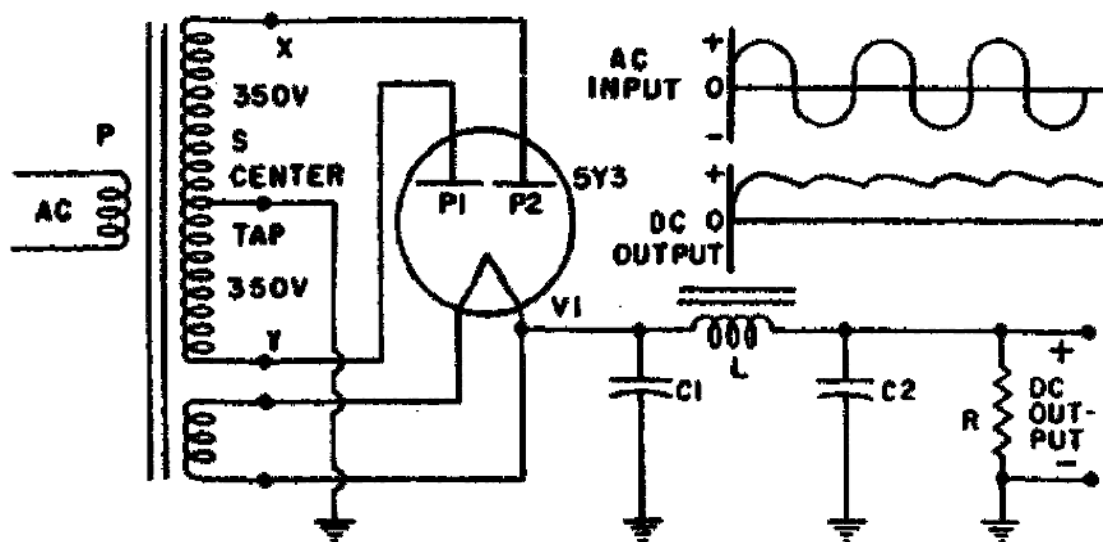 X
350V
P
S
CENTER
AC
TAP
350V
Y
P1 P2
5Y3
V1
AC
INPUT
+
0
-
DC
OUTPUT
+
0
C1
L
C2
R
+
DC
OUT-
PUT
-